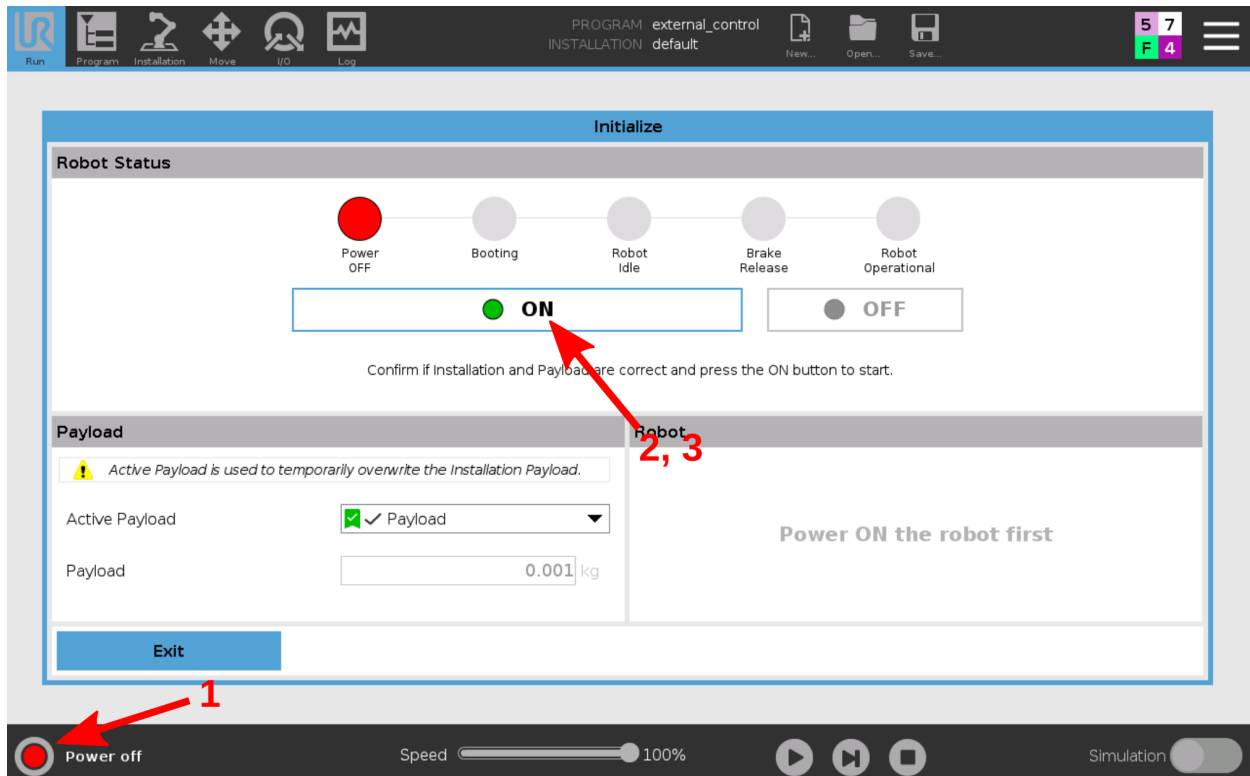 UR
PROGRAM external_control
INSTALLATION default
5 7
F 4
Run
Program
Installation
Move
I/O
Log
New...
Open...
Save...
Initialize
Robot Status
Power
OFF
Booting
Robot
Idle
Brake
Release
Robot
Operational
ON
OFF
Confirm if Installation and Payload are correct and press the ON button to start.
Payload
Robot
2, 3
Active Payload is used to temporarily overwrite the Installation Payload.
Active Payload
Payload
Power ON the robot first
Payload
0.001 kg
Exit
1
Power off
Speed
100%
Simulation